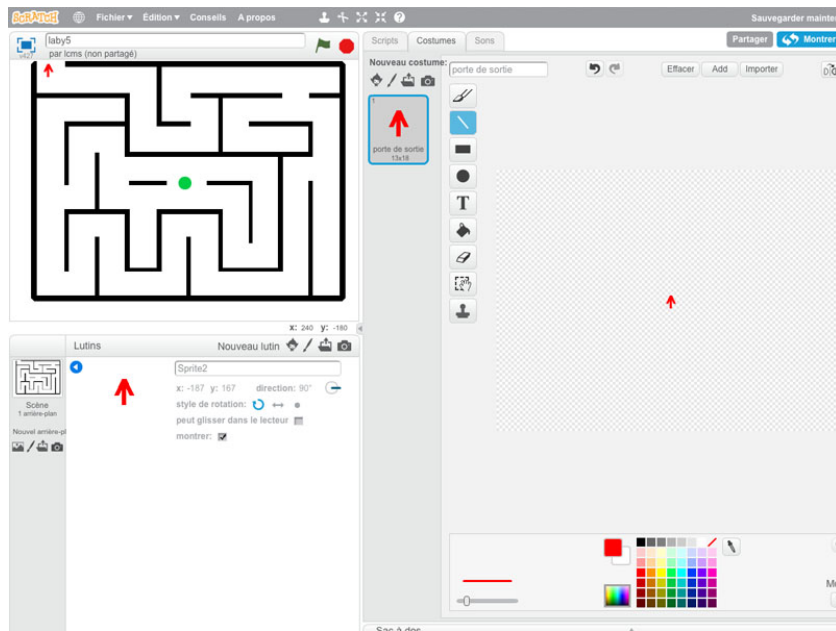 SCRATCH Fichier▼ Édition▼ Conseils A propos Sauvegarder mainte
laby5
par lcms (non partagé)
v427
Scripts Costumes Sons
Partager Montrer
Nouveau costume:
porte de sortie
Effacer Add Importer
1
porte de sortie
13x18
T
x: 240 y: -180
Lutins Nouveau lutin
Sprite2
x: -187 y: 167 direction: 90°
style de rotation:
peut glisser dans le lecteur
montrer:
Scène
1 arrière-plan
Nouvel arrière-pl
Mo
Sac à dos